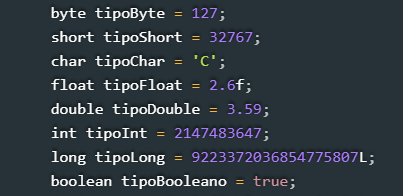 byte tipoByte = 127;
short tipoShort = 32767;
char tipoChar = 'C';
float tipoFloat = 2.6f;
double tipoDouble = 3.59;
int tipoInt = 2147483647;
long tipoLong = 9223372036854775807L;
boolean tipoBooleano = true;